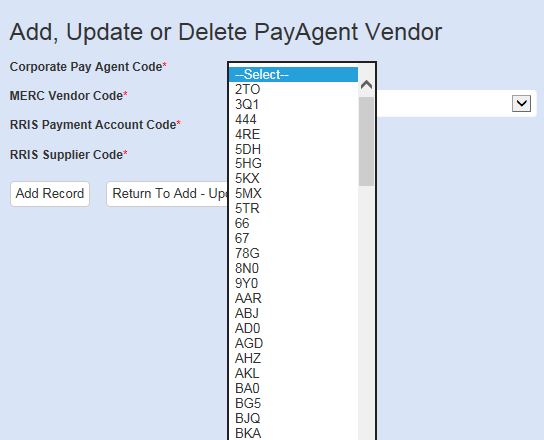 Add, Update or Delete PayAgent Vendor
Corporate Pay Agent Code*
MERC Vendor Code*
RRIS Payment Account Code*
RRIS Supplier Code*
Add Record
Return To Add - Upd
--Select--
2TO
3Q1
444
4RE
5DH
5HG
5KX
5MX
5TR
66
67
78G
8N0
9Y0
AAR
ABJ
AD0
AGD
AHZ
AKL
BA0
BG5
BJQ
BKA